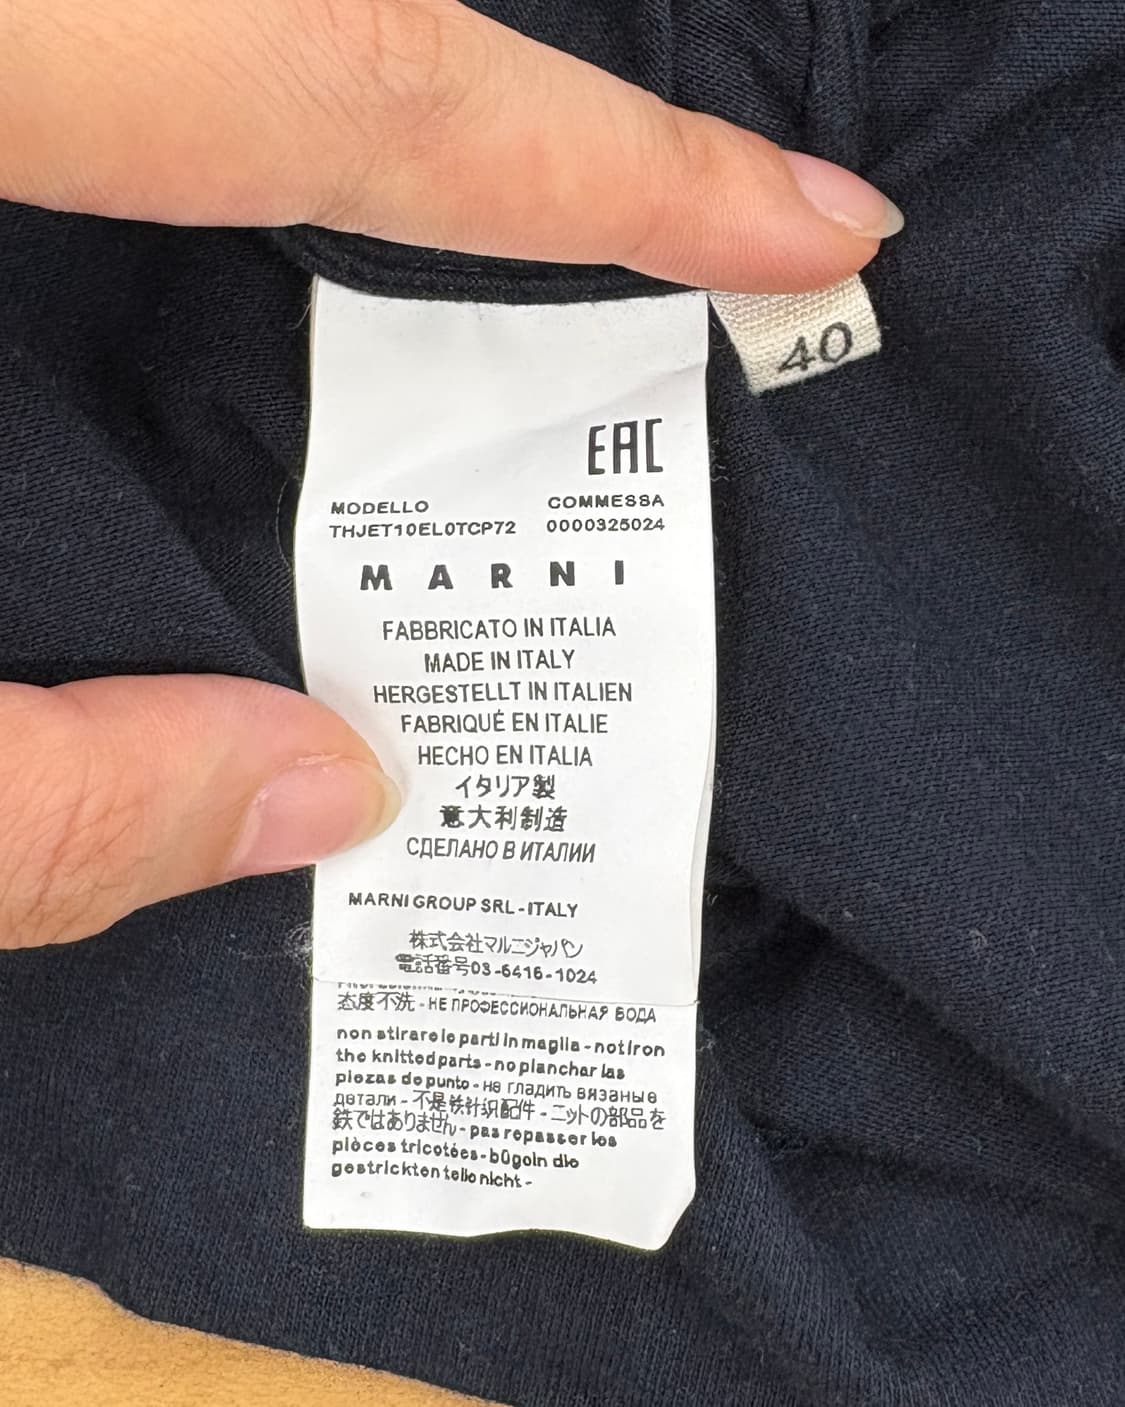 40
EAC
MODELLO COMMESSA
THJET10EL0TCP72 0000325024
MARNI
FABBRICATO IN ITALIA
MADE IN ITALY
HERGESTELLT IN ITALIEN
FABRIQUÉ EN ITALIE
HECHO EN ITALIA
イタリア製
意大利制造
СДЕЛАНО В ИТАЛИИ
MARNI GROUP SRL - ITALY
株式会社マルニジャパン
電話番号03-6416-1024
态度不洗 - НЕ ПРОФЕССИОНАЛЬНАЯ ВОДА
non stirare le parti in maglia - not iron
the knitted parts - no planchar las
piezas de punto - не гладить вязаные
детали - 不是铁针织配件 - ニットの部品を
鉄ではありません - pas repasser les
pièces tricotées - bügeln die
gestrickten teile nicht -